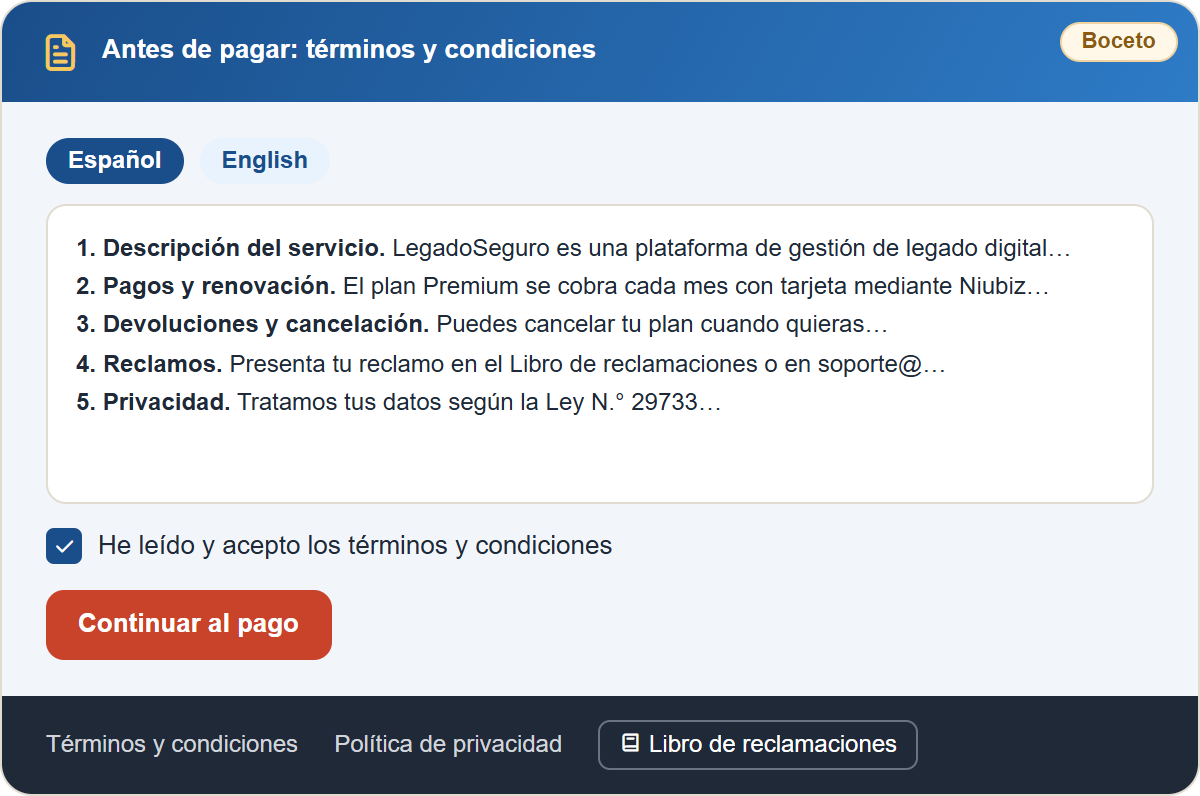 Antes de pagar: términos y condiciones
Boceto
Español
English
1. Descripción del servicio. LegadoSeguro es una plataforma de gestión de legado digital…
2. Pagos y renovación. El plan Premium se cobra cada mes con tarjeta mediante Niubiz…
3. Devoluciones y cancelación. Puedes cancelar tu plan cuando quieras…
4. Reclamos. Presenta tu reclamo en el Libro de reclamaciones o en soporte@…
5. Privacidad. Tratamos tus datos según la Ley N.° 29733…
He leído y acepto los términos y condiciones
Continuar al pago
Términos y condiciones
Política de privacidad
Libro de reclamaciones